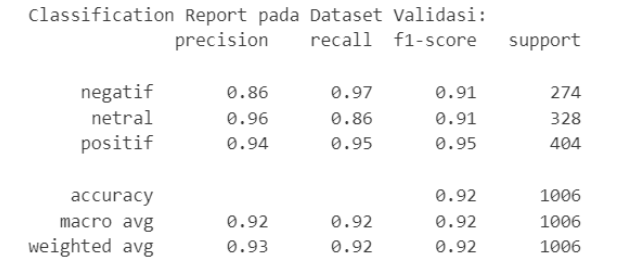 Classification Report pada Dataset Validasi:
precision recall f1-score support
negatif 0.86 0.97 0.91 274
netral 0.96 0.86 0.91 328
positif 0.94 0.95 0.95 404
accuracy 0.92 1006
macro avg 0.92 0.92 0.92 1006
weighted avg 0.93 0.92 0.92 1006